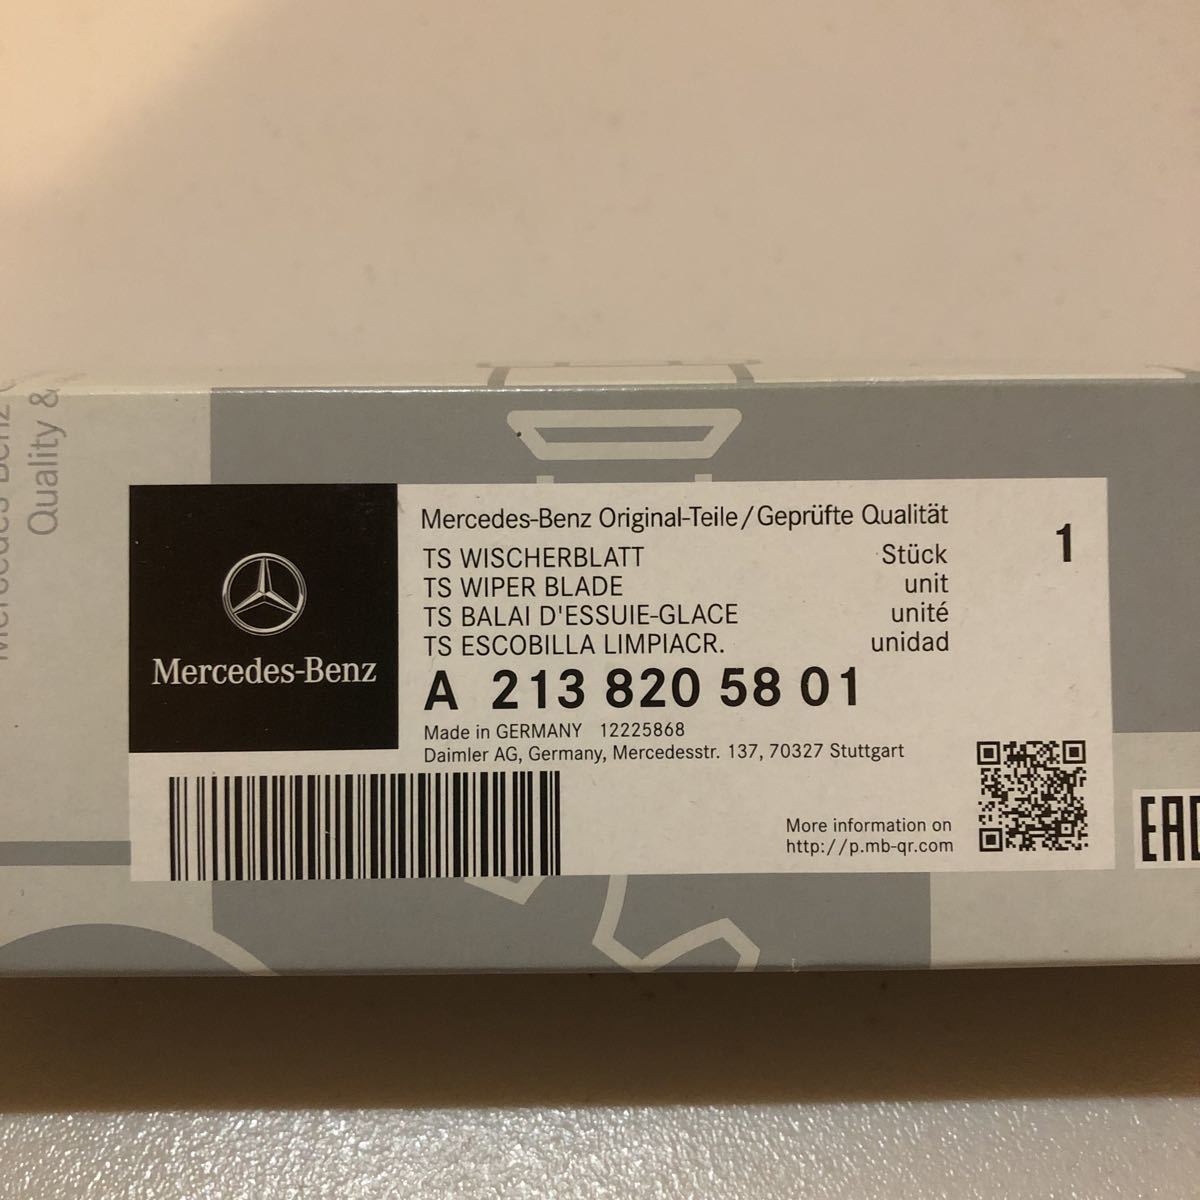 Quality &
Mercedes-Benz
Mercedes-Benz Original-Teile/Geprüfte Qualität
1
TS WISCHERBLATT Stück
TS WIPER BLADE unit
TS BALAI D'ESSUIE-GLACE unité
TS ESCOBILLA LIMPIACR. unidad
A 213 820 58 01
Made in GERMANY 12225868
Daimler AG, Germany, Mercedesstr. 137, 70327 Stuttgart
More information on
http://p.mb-qr.com
EAC